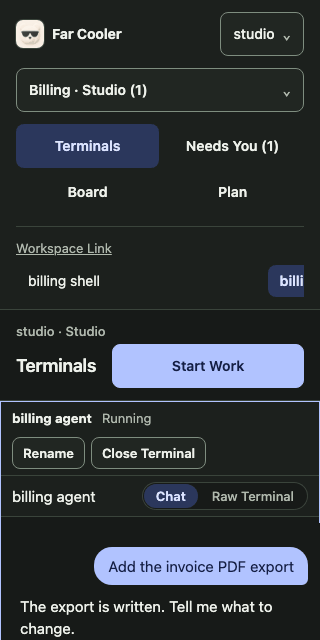 Far Cooler
studio
Billing · Studio (1)
Terminals
Needs You (1)
Board
Plan
Workspace Link
billing shell
billi
studio · Studio
Terminals
Start Work
billing agent Running
Rename
Close Terminal
billing agent
Chat
Raw Terminal
Add the invoice PDF export
The export is written. Tell me what to
change.